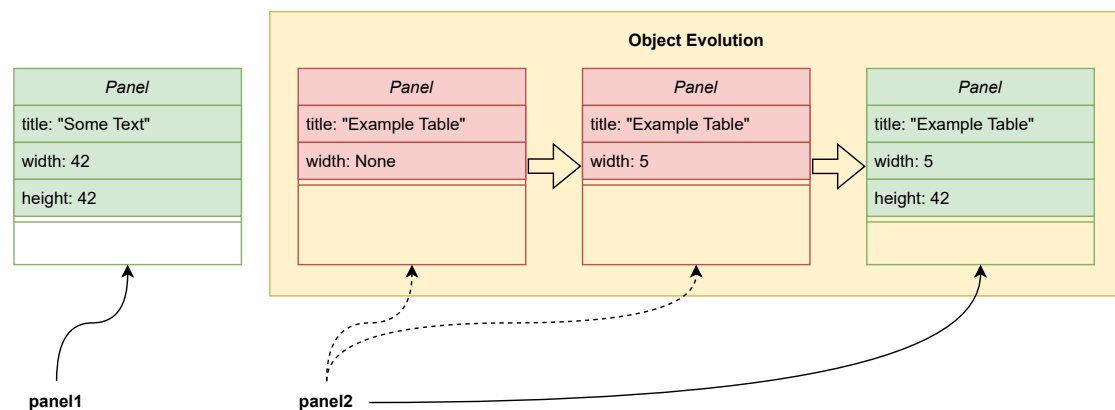 Object Evolution
Panel
title: "Some Text"
width: 42
height: 42
Panel
title: "Example Table"
width: None
Panel
title: "Example Table"
width: 5
Panel
title: "Example Table"
width: 5
height: 42
panel1
panel2